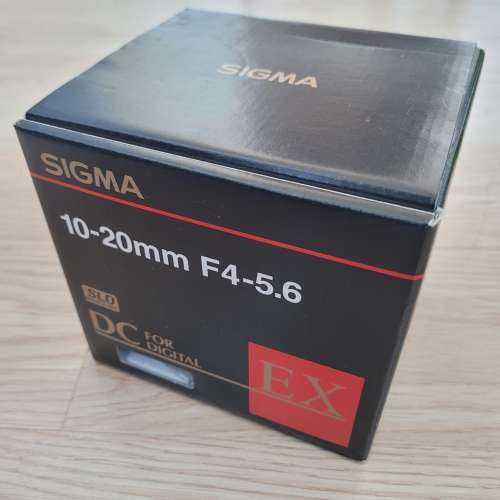 SIGMA
SIGMA
10-20mm F4-5.6
SLD
DC FOR DIGITAL
EX